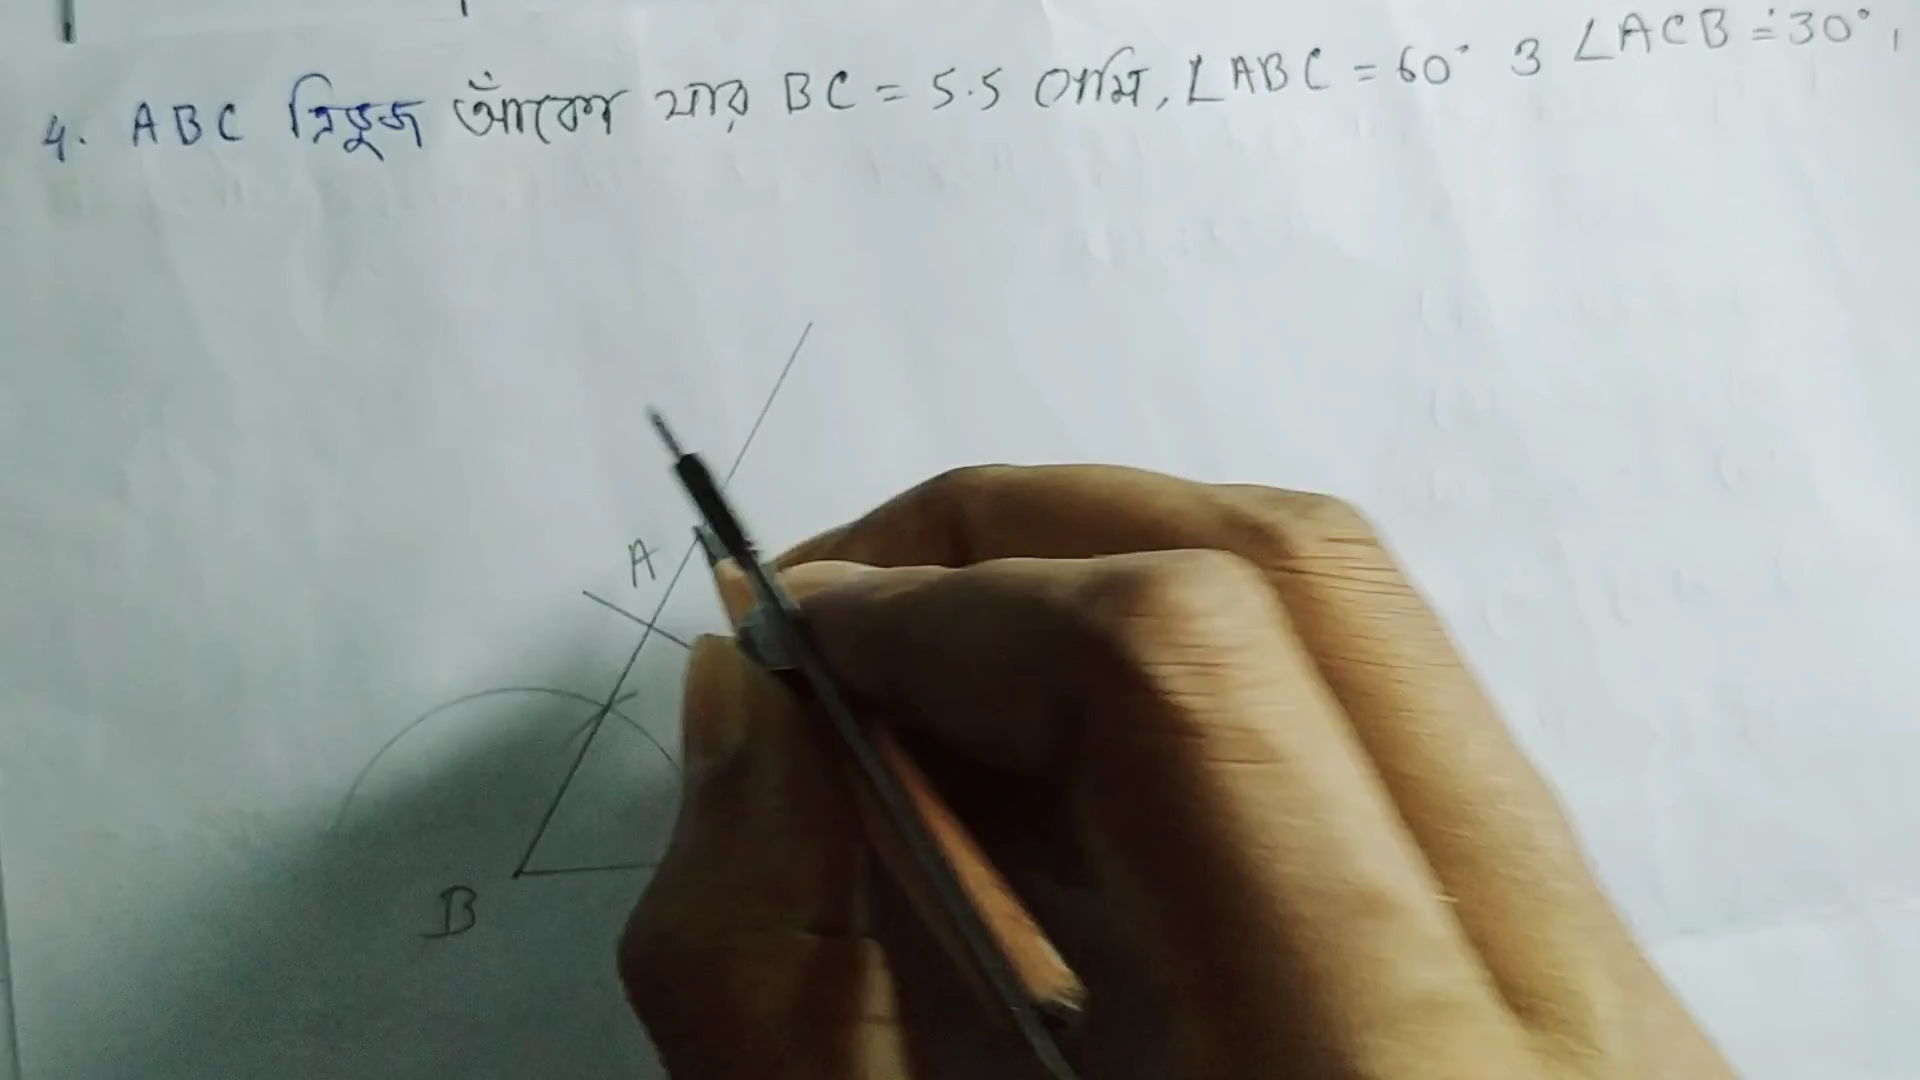 4. ABC ত্রিভুজ আঁকো যার BC = 5.5 সেমি, ∠ABC = 60° ও ∠ACB = 30°,
A
B